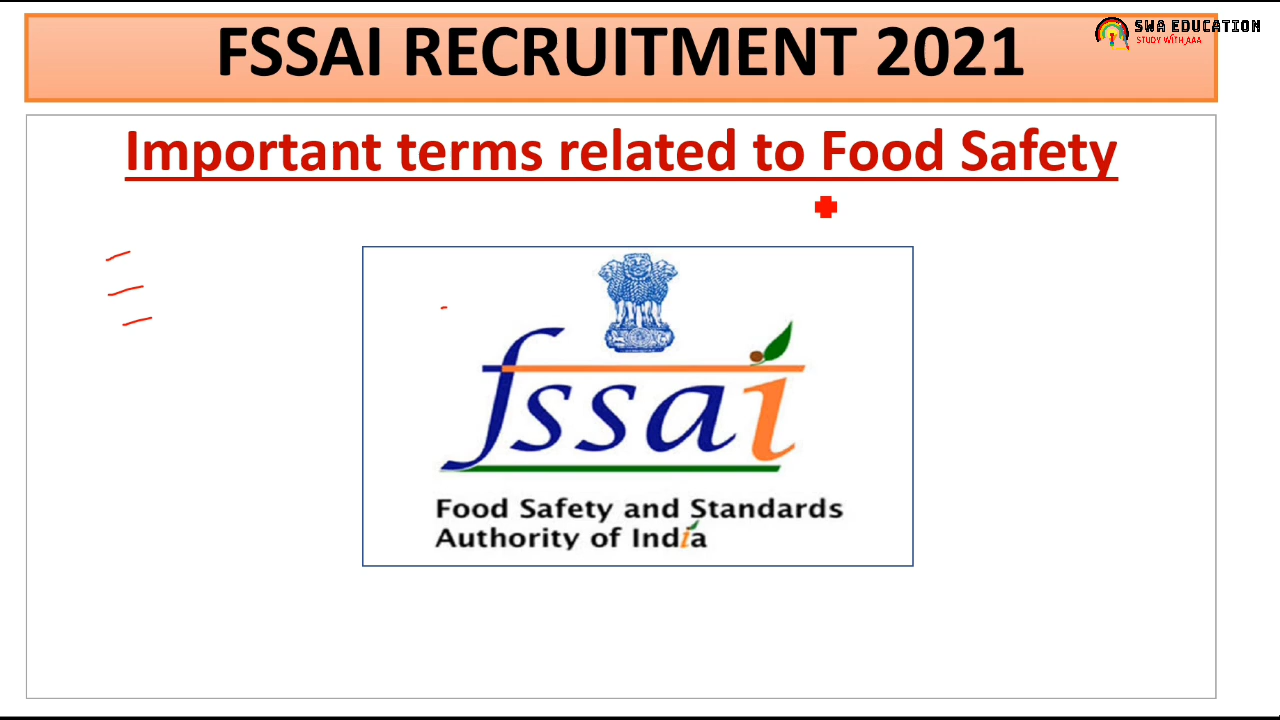 FSSAI RECRUITMENT 2021
SWA EDUCATION
STUDY WITH AAA
Important terms related to Food Safety
fssai
Food Safety and Standards
Authority of India